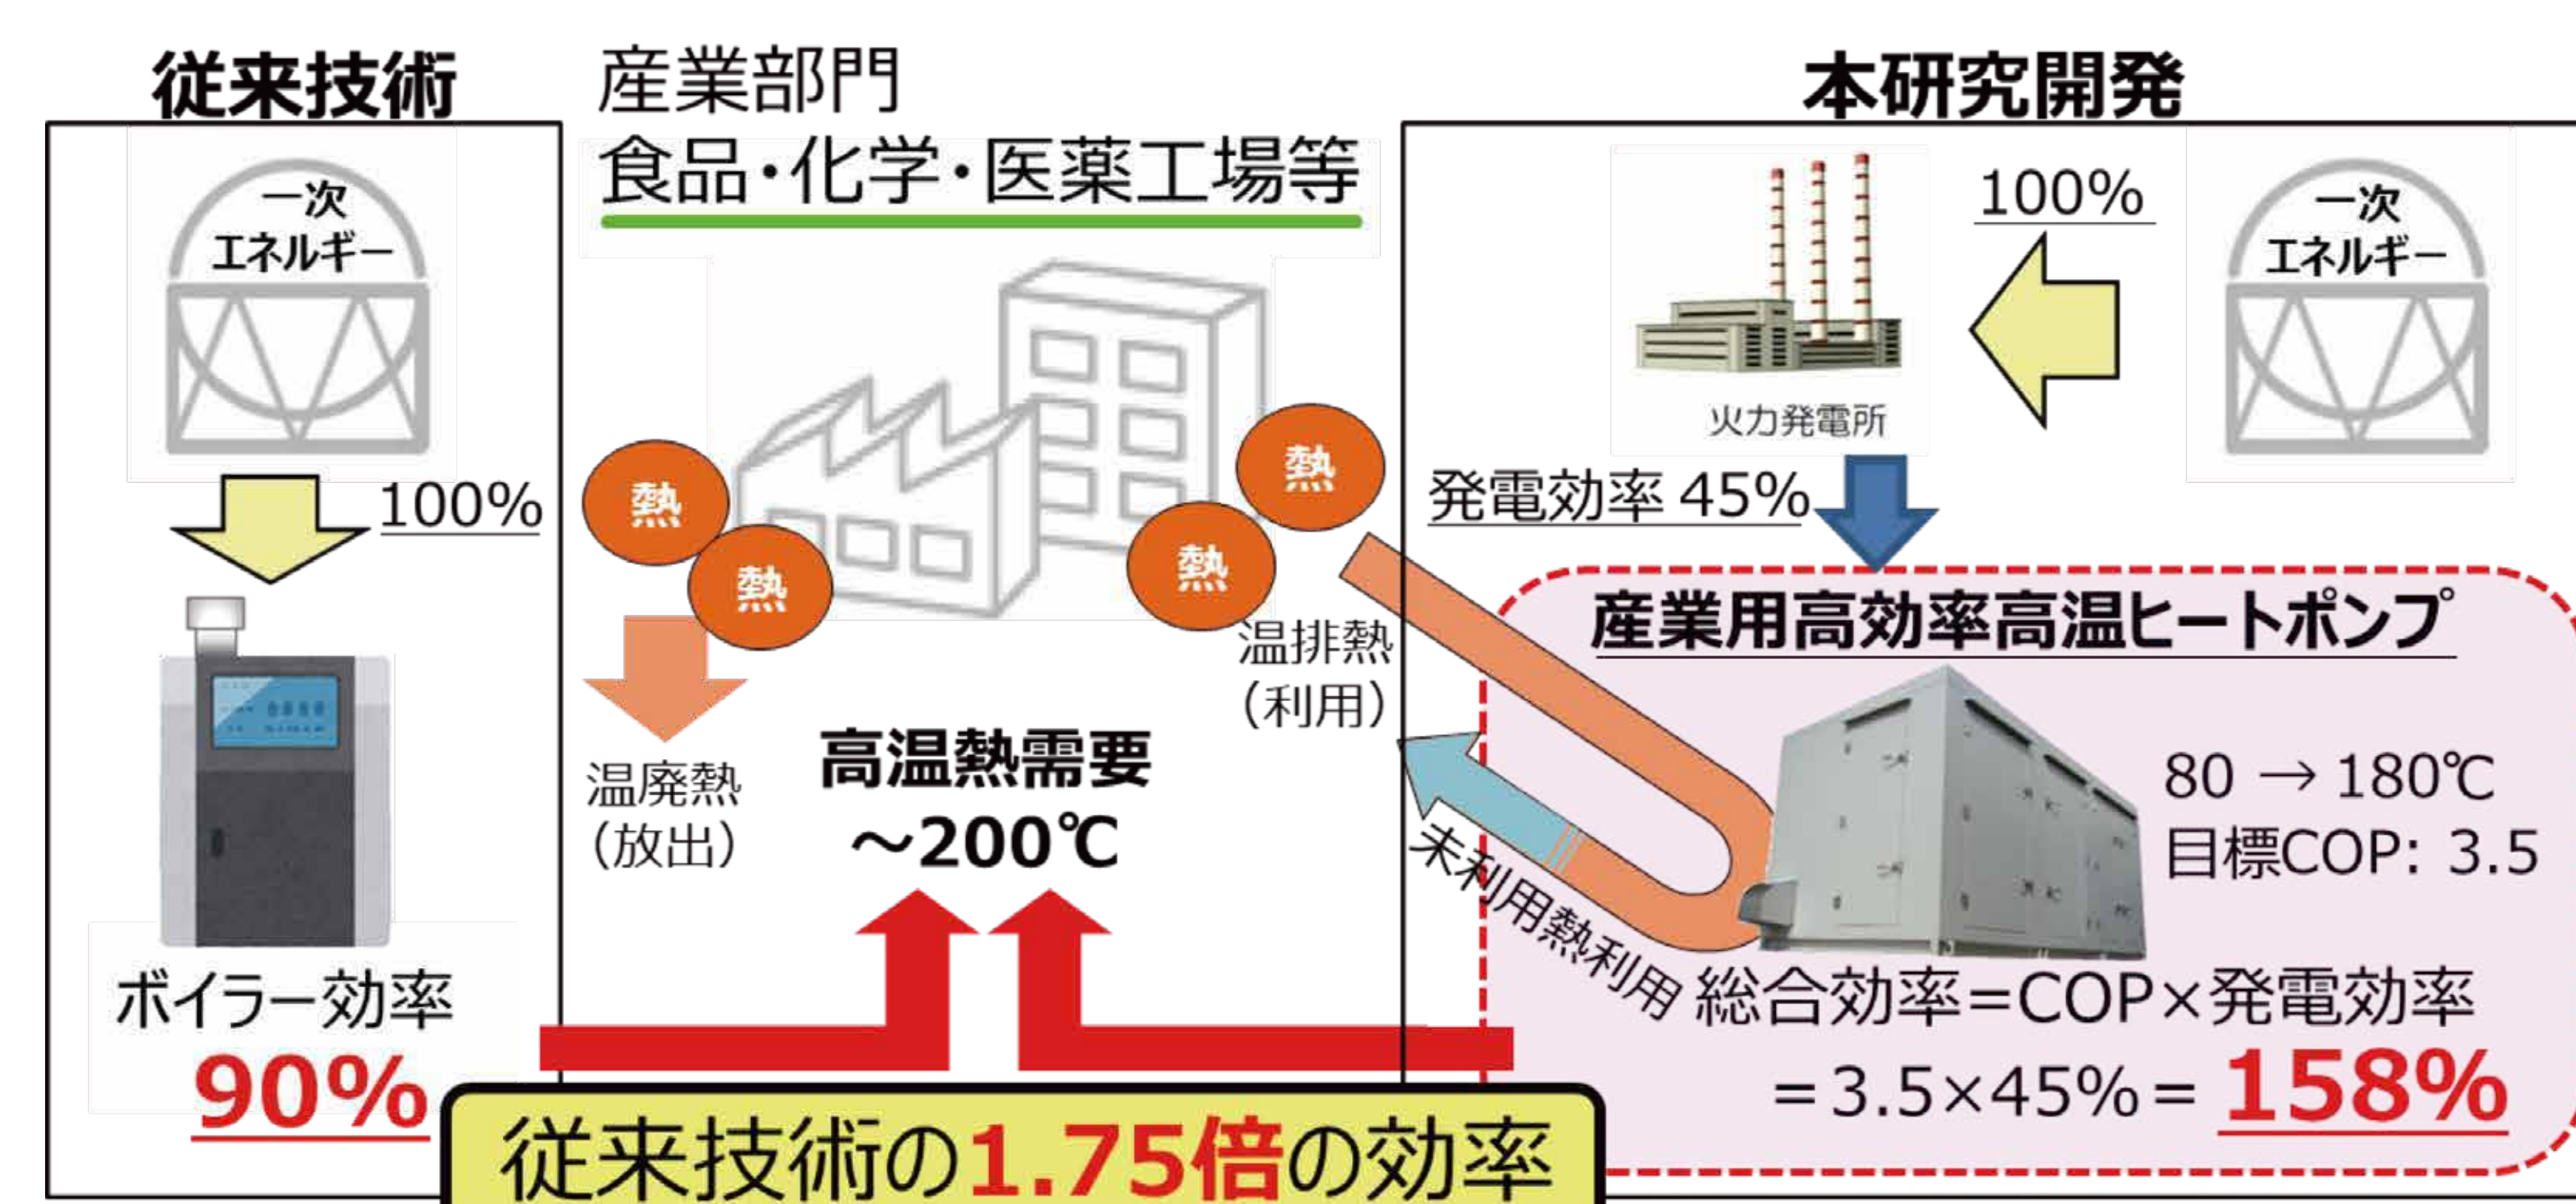 従来技術
一次
エネルギー
100%
ボイラー効率
90%
産業部門
食品・化学・医薬工場等
熱
熱
熱
熱
温廃熱
（放出）
温排熱
（利用）
高温熱需要
～200℃
本研究開発
一次
エネルギー
100%
火力発電所
発電効率 45%
産業用高効率高温ヒートポンプ
80 → 180℃
目標COP: 3.5
未利用熱利用
総合効率=COP×発電効率
= 3.5×45% = 158%
従来技術の1.75倍の効率